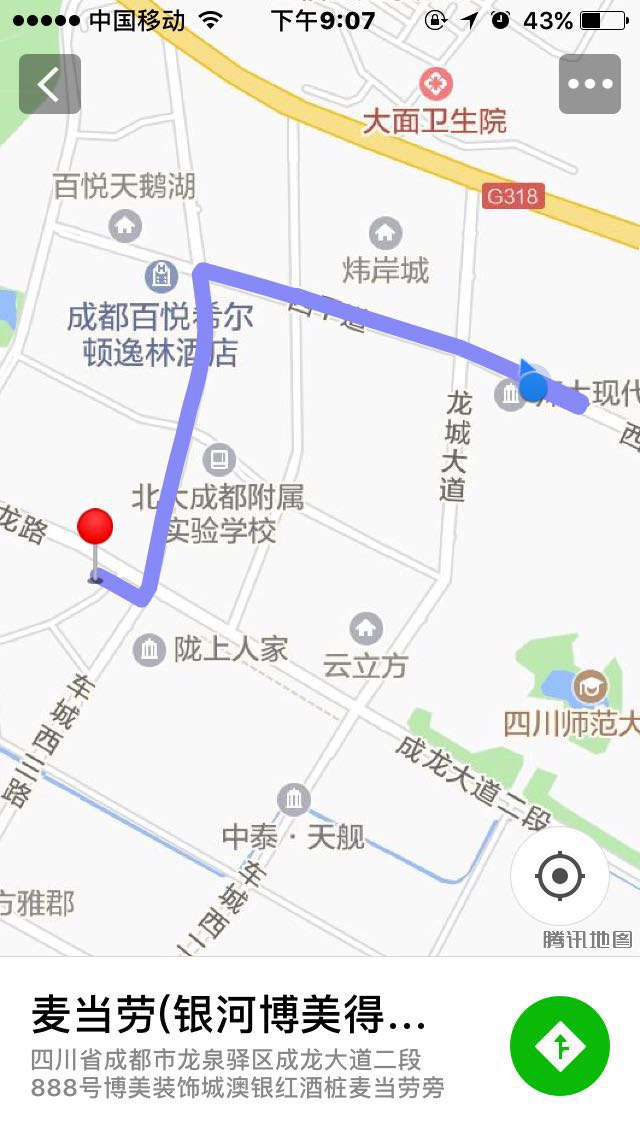 中国移动
下午9:07
43%
大面卫生院
百悦天鹅湖
G318
炜岸城
成都百悦希尔
顿逸林酒店
龙城大道
北大成都附属
实验学校
龙路
陇上人家
云立方
车城西三路
四川师范大
成龙大道二段
中泰·天舰
车城西二
方雅郡
腾讯地图
麦当劳(银河博美得...
四川省成都市龙泉驿区成龙大道二段
888号博美装饰城澳银红酒桩麦当劳旁